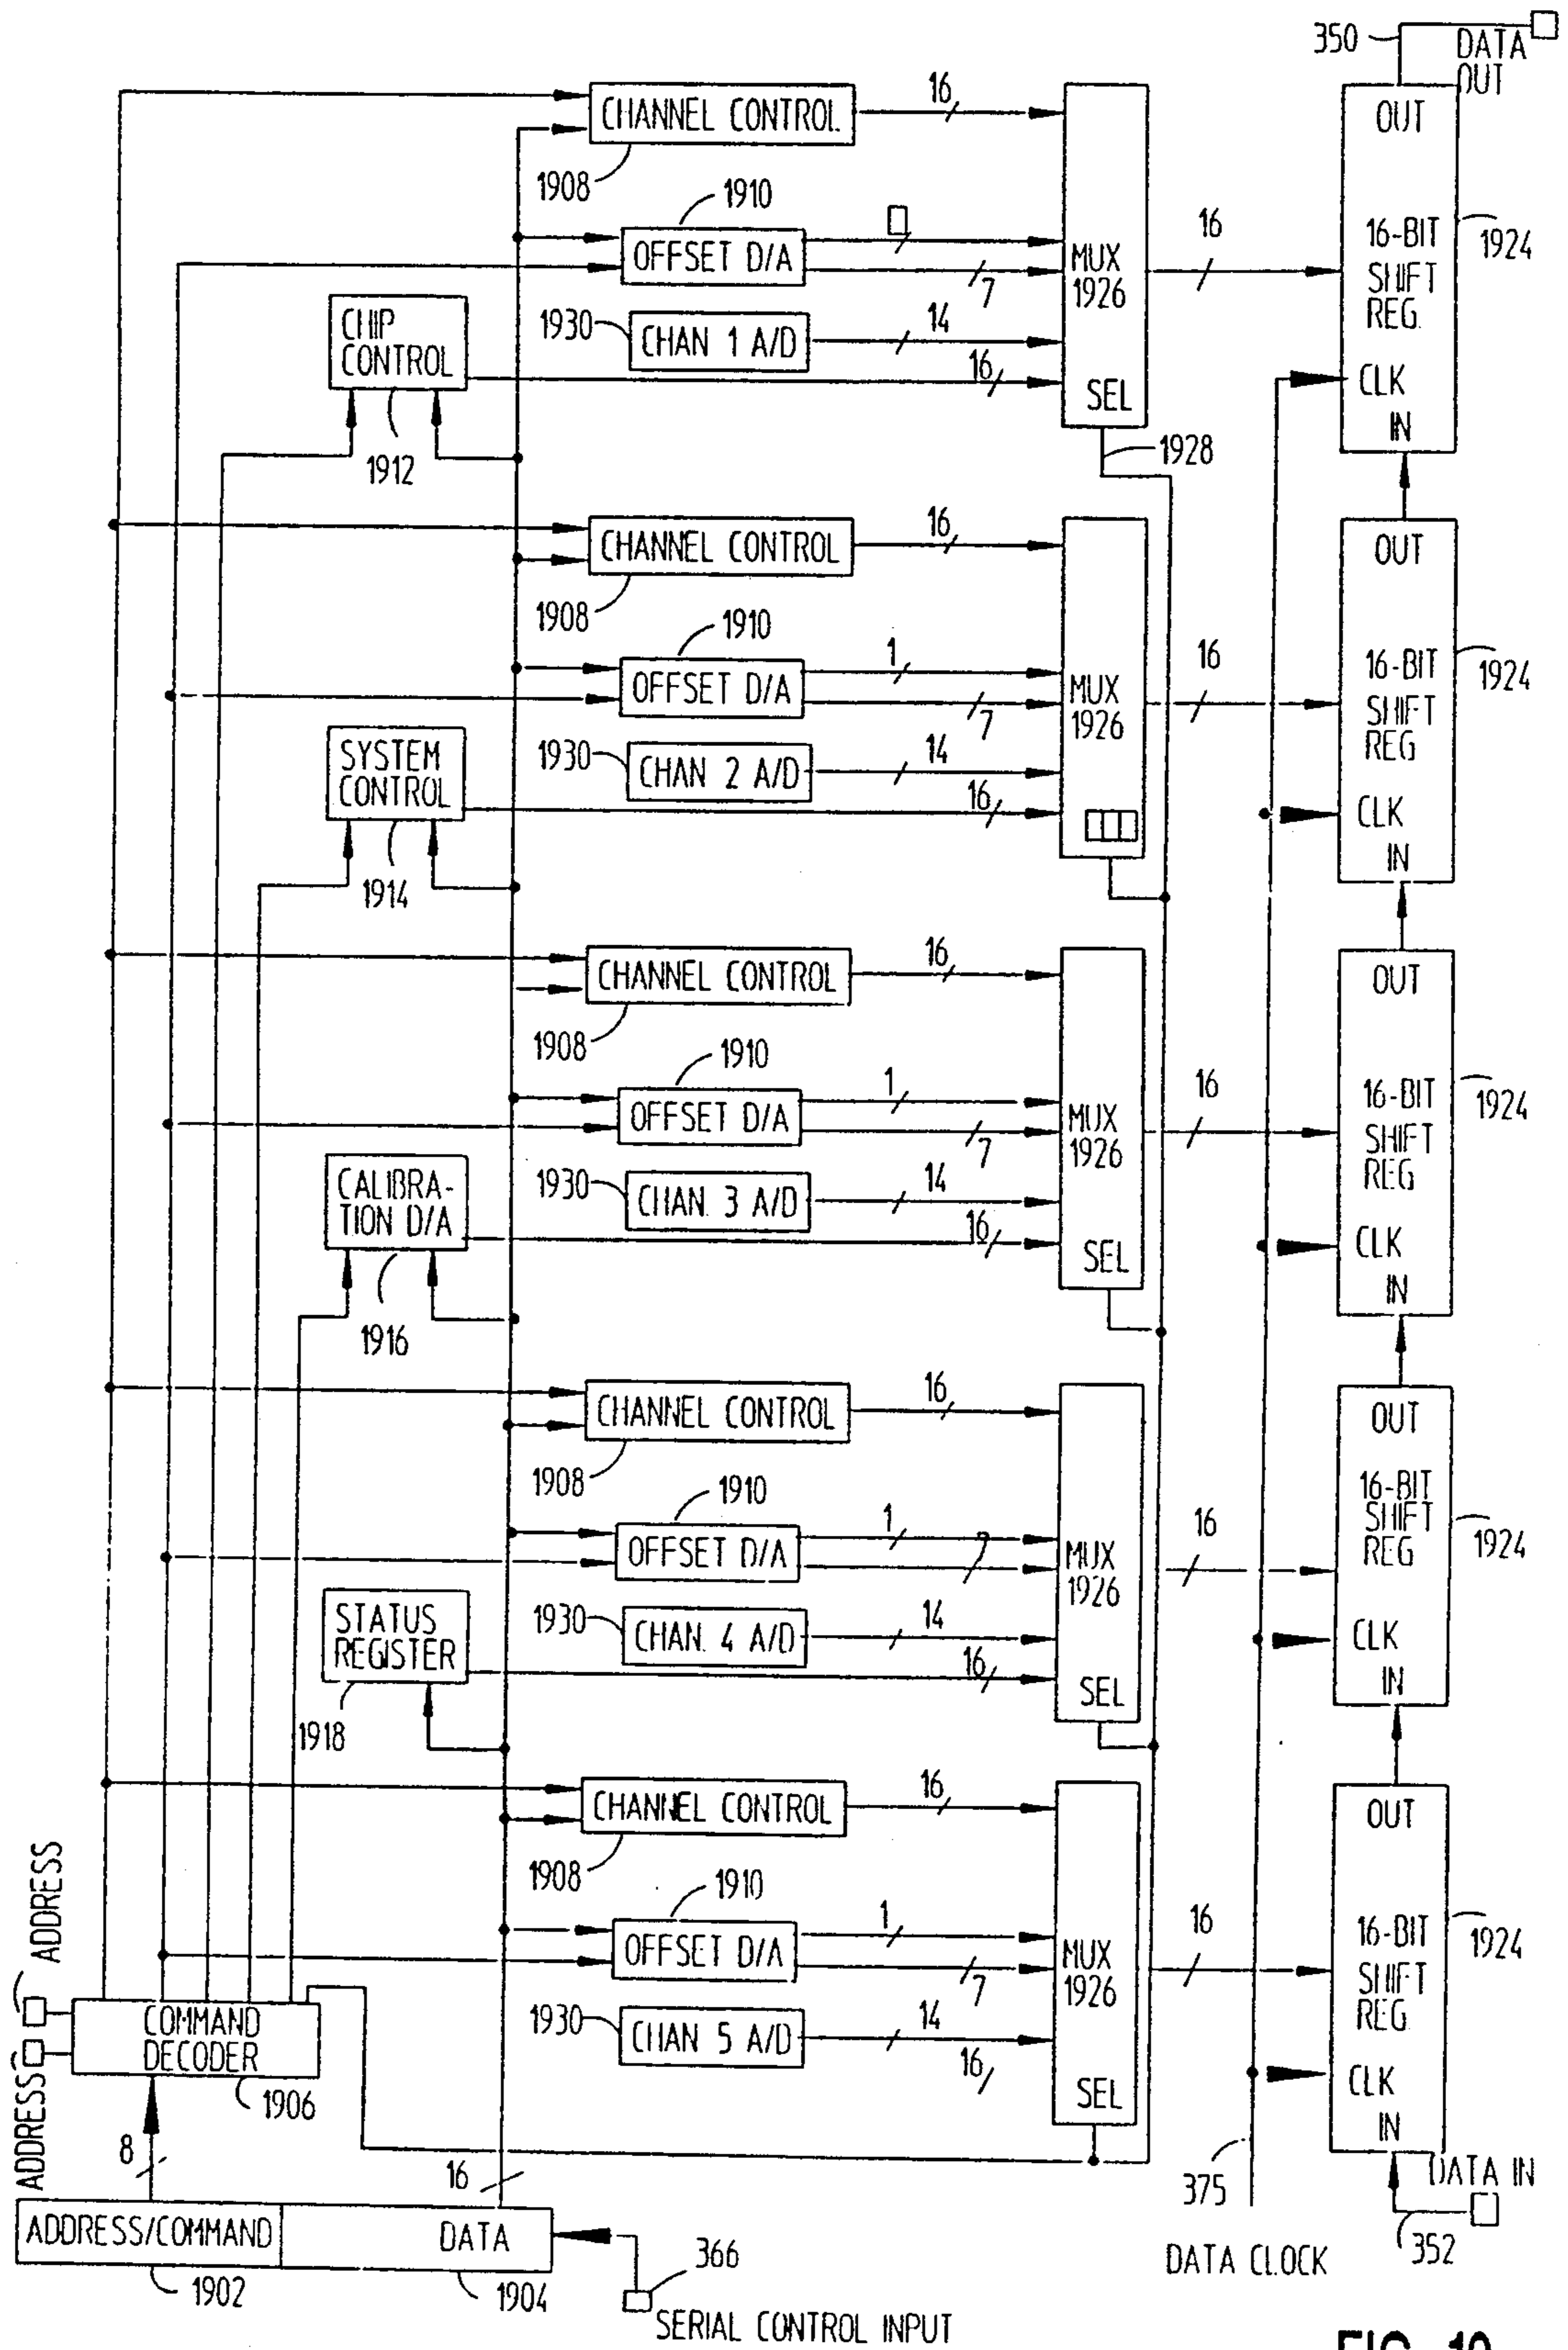 350
DATA
OUT
CHANNEL CONTROL
16
OUT
1908
1910
OFFSET D/A
7
MUX
1926
16
16-BIT
SHIFT
REG.
1924
CHIP
CONTROL
1930
CHAN 1 A/D
14
16
SEL
CLK
IN
1912
1928
CHANNEL CONTROL
16
OUT
1908
1910
OFFSET D/A
1
7
MUX
1926
16
16-BIT
SHIFT
REG
1924
SYSTEM
CONTROL
1930
CHAN 2 A/D
14
16
CLK
IN
1914
CHANNEL CONTROL
16
OUT
1908
1910
OFFSET D/A
1
7
MUX
1926
16
16-BIT
SHIFT
REG
1924
CALIBRA-
TION D/A
1930
CHAN. 3 A/D
14
16
SEL
CLK
IN
1916
CHANNEL CONTROL
16
OUT
1908
1910
OFFSET D/A
1
7
MUX
1926
16
16-BIT
SHIFT
REG
1924
STATUS
REGISTER
1930
CHAN. 4 A/D
14
16
SEL
CLK
IN
1918
CHANNEL CONTROL
16
OUT
1908
1910
OFFSET D/A
1
7
MUX
1926
16
16-BIT
SHIFT
REG
1924
1930
CHAN 5 A/D
14
16
SEL
CLK
IN
ADDRESS
ADDRESS
COMMAND
DECODER
1906
8
16
375
DATA IN
352
ADDRESS/COMMAND
DATA
1902
1904
366
SERIAL CONTROL INPUT
DATA CLOCK